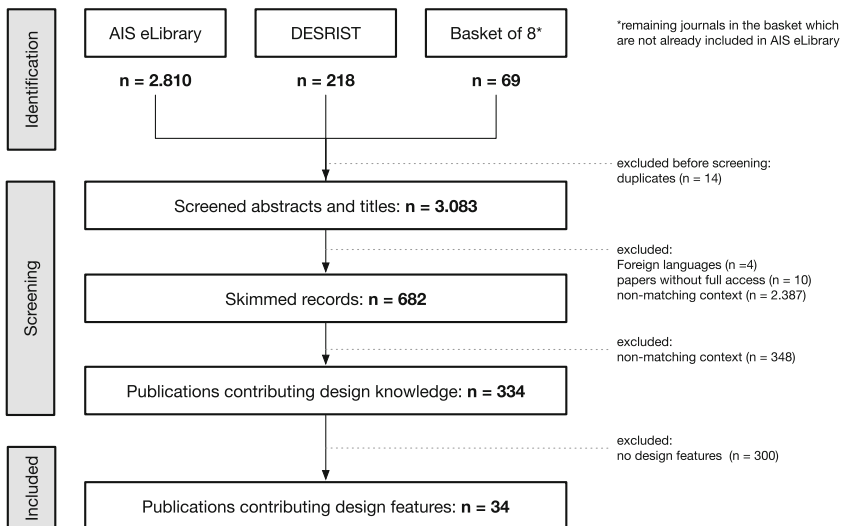 Identification
AIS eLibrary
DESRIST
Basket of 8*
*remaining journals in the basket which
are not already included in AIS eLibrary
n = 2.810
n = 218
n = 69
excluded before screening:
duplicates (n = 14)
Screening
Screened abstracts and titles: n = 3.083
excluded:
Foreign languages (n =4)
papers without full access (n = 10)
non-matching context (n = 2.387)
Skimmed records: n = 682
excluded:
non-matching context (n = 348)
Publications contributing design knowledge: n = 334
excluded:
no design features (n = 300)
Included
Publications contributing design features: n = 34